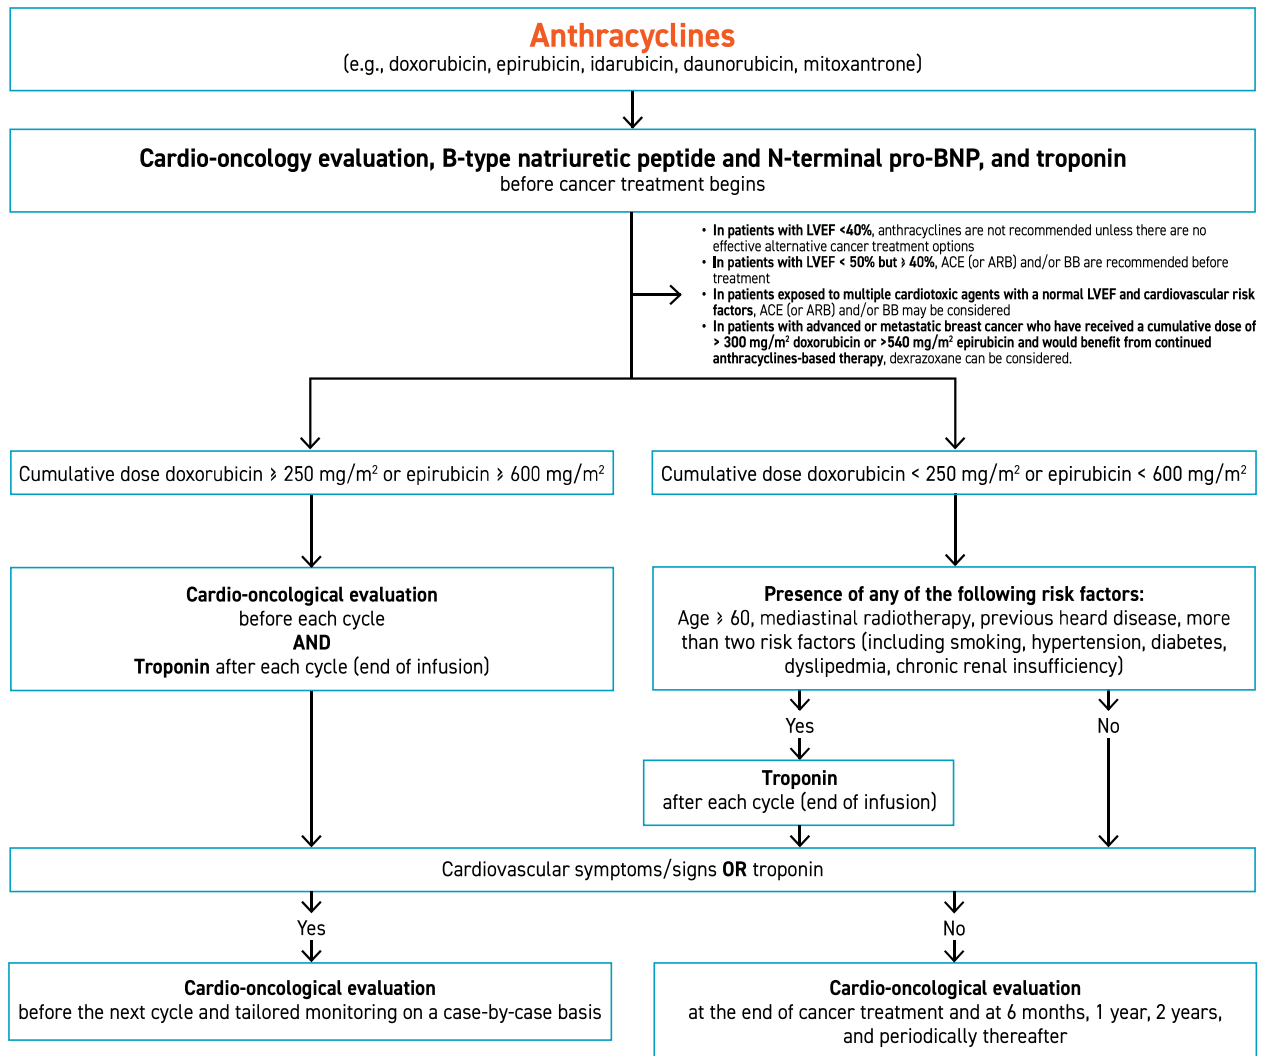 Anthracyclines
(e.g., doxorubicin, epirubicin, idarubicin, daunorubicin, mitoxantrone)
Cardio-oncology evaluation, B-type natriuretic peptide and N-terminal pro-BNP, and troponin
before cancer treatment begins
• In patients with LVEF <40%, anthracyclines are not recommended unless there are no
effective alternative cancer treatment options
• In patients with LVEF < 50% but ≥ 40%, ACE (or ARB) and/or BB are recommended before
treatment
• In patients exposed to multiple cardiotoxic agents with a normal LVEF and cardiovascular risk
factors, ACE (or ARB) and/or BB may be considered
• In patients with advanced or metastatic breast cancer who have received a cumulative dose of
> 300 mg/m² doxorubicin or >540 mg/m² epirubicin and would benefit from continued
anthracyclines-based therapy, dexrazoane can be considered.
Cumulative dose doxorubicin ≥ 250 mg/m² or epirubicin ≥ 600 mg/m²
Cumulative dose doxorubicin < 250 mg/m² or epirubicin < 600 mg/m²
Cardio-oncological evaluation
before each cycle
AND
Troponin after each cycle (end of infusion)
Presence of any of the following risk factors:
Age ≥ 60, mediastinal radiotherapy, previous heard disease, more
than two risk factors (including smoking, hypertension, diabetes,
dyslipedmia, chronic renal insufficiency)
Yes
No
Troponin
after each cycle (end of infusion)
Cardiovascular symptoms/signs OR troponin
Yes
No
Cardio-oncological evaluation
before the next cycle and tailored monitoring on a case-by-case basis
Cardio-oncological evaluation
at the end of cancer treatment and at 6 months, 1 year, 2 years,
and periodically thereafter